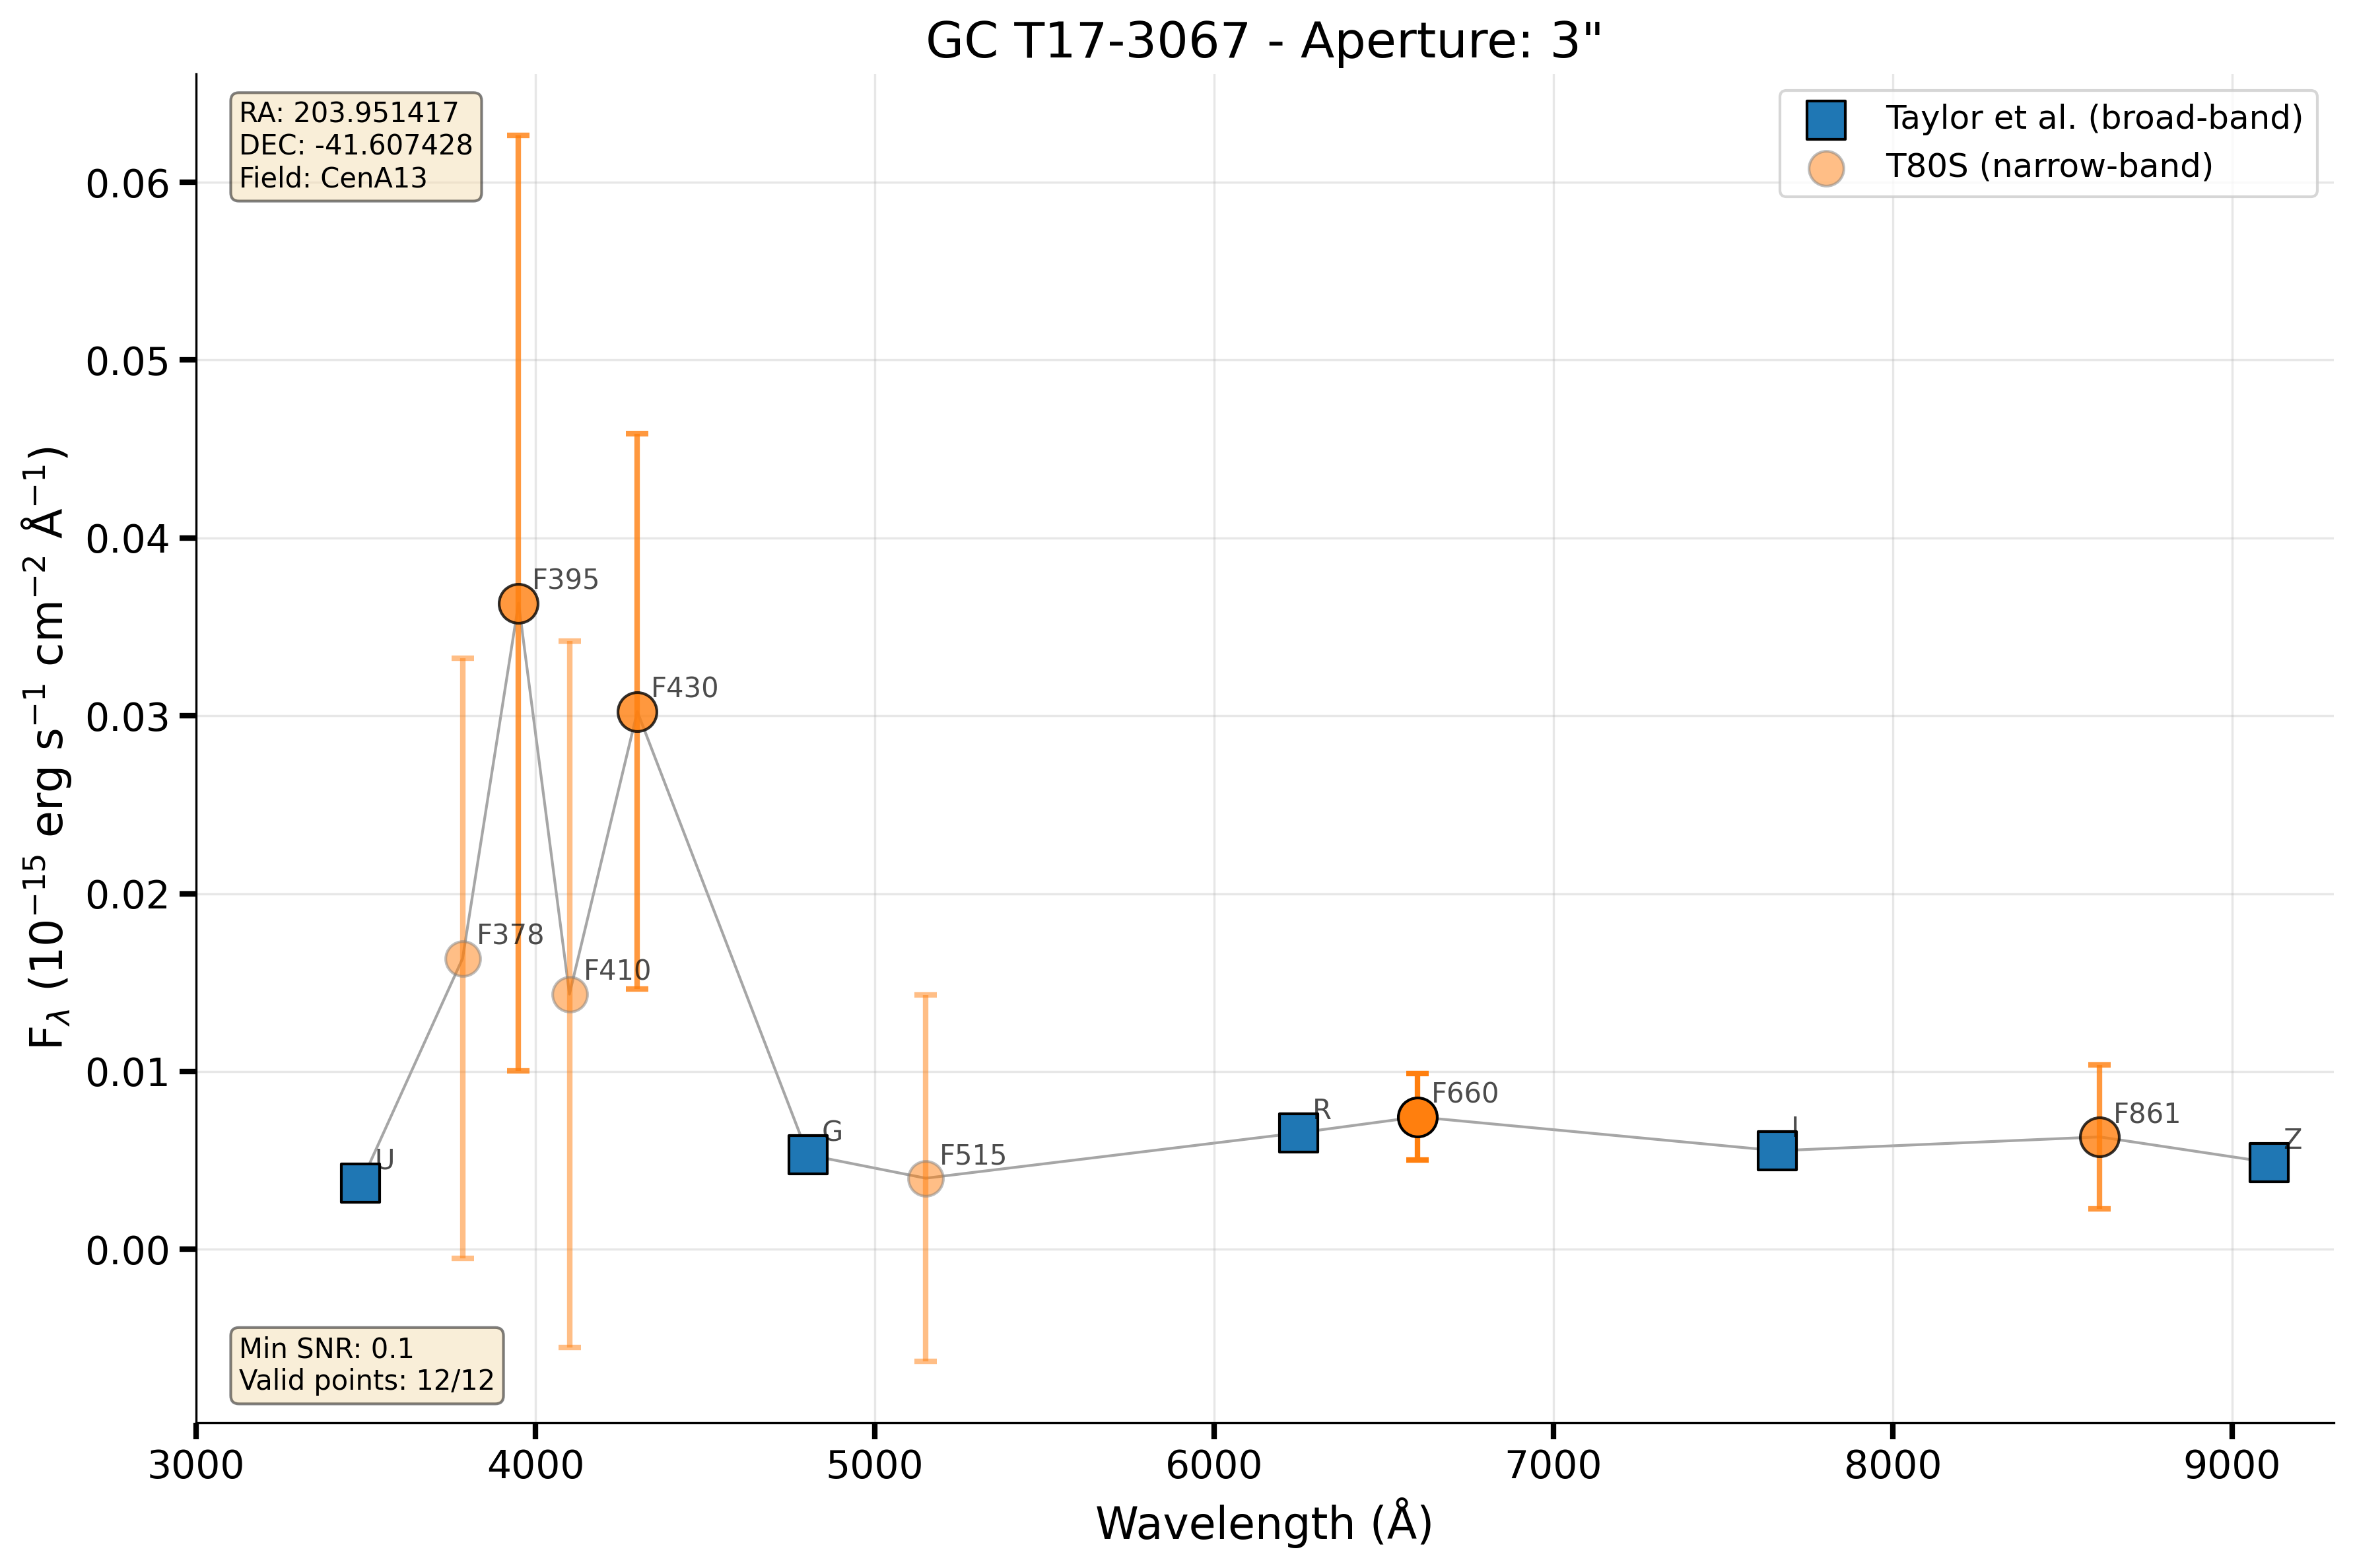 GC T17-3067 - Aperture: 3"
RA: 203.951417
DEC: -41.607428
Field: CenA13
Taylor et al. (broad-band)
T80S (narrow-band)
0.06
0.05
0.04
0.03
0.02
0.01
0.00
F$_{λ}$ (10$^{−15}$ erg s$^{−1}$ cm$^{−2}$ Å$^{−1}$)
F395
F430
F378
F410
U
G
F515
R
F660
I
F861
Z
Min SNR: 0.1
Valid points: 12/12
3000 4000 5000 6000 7000 8000 9000
Wavelength (Å)